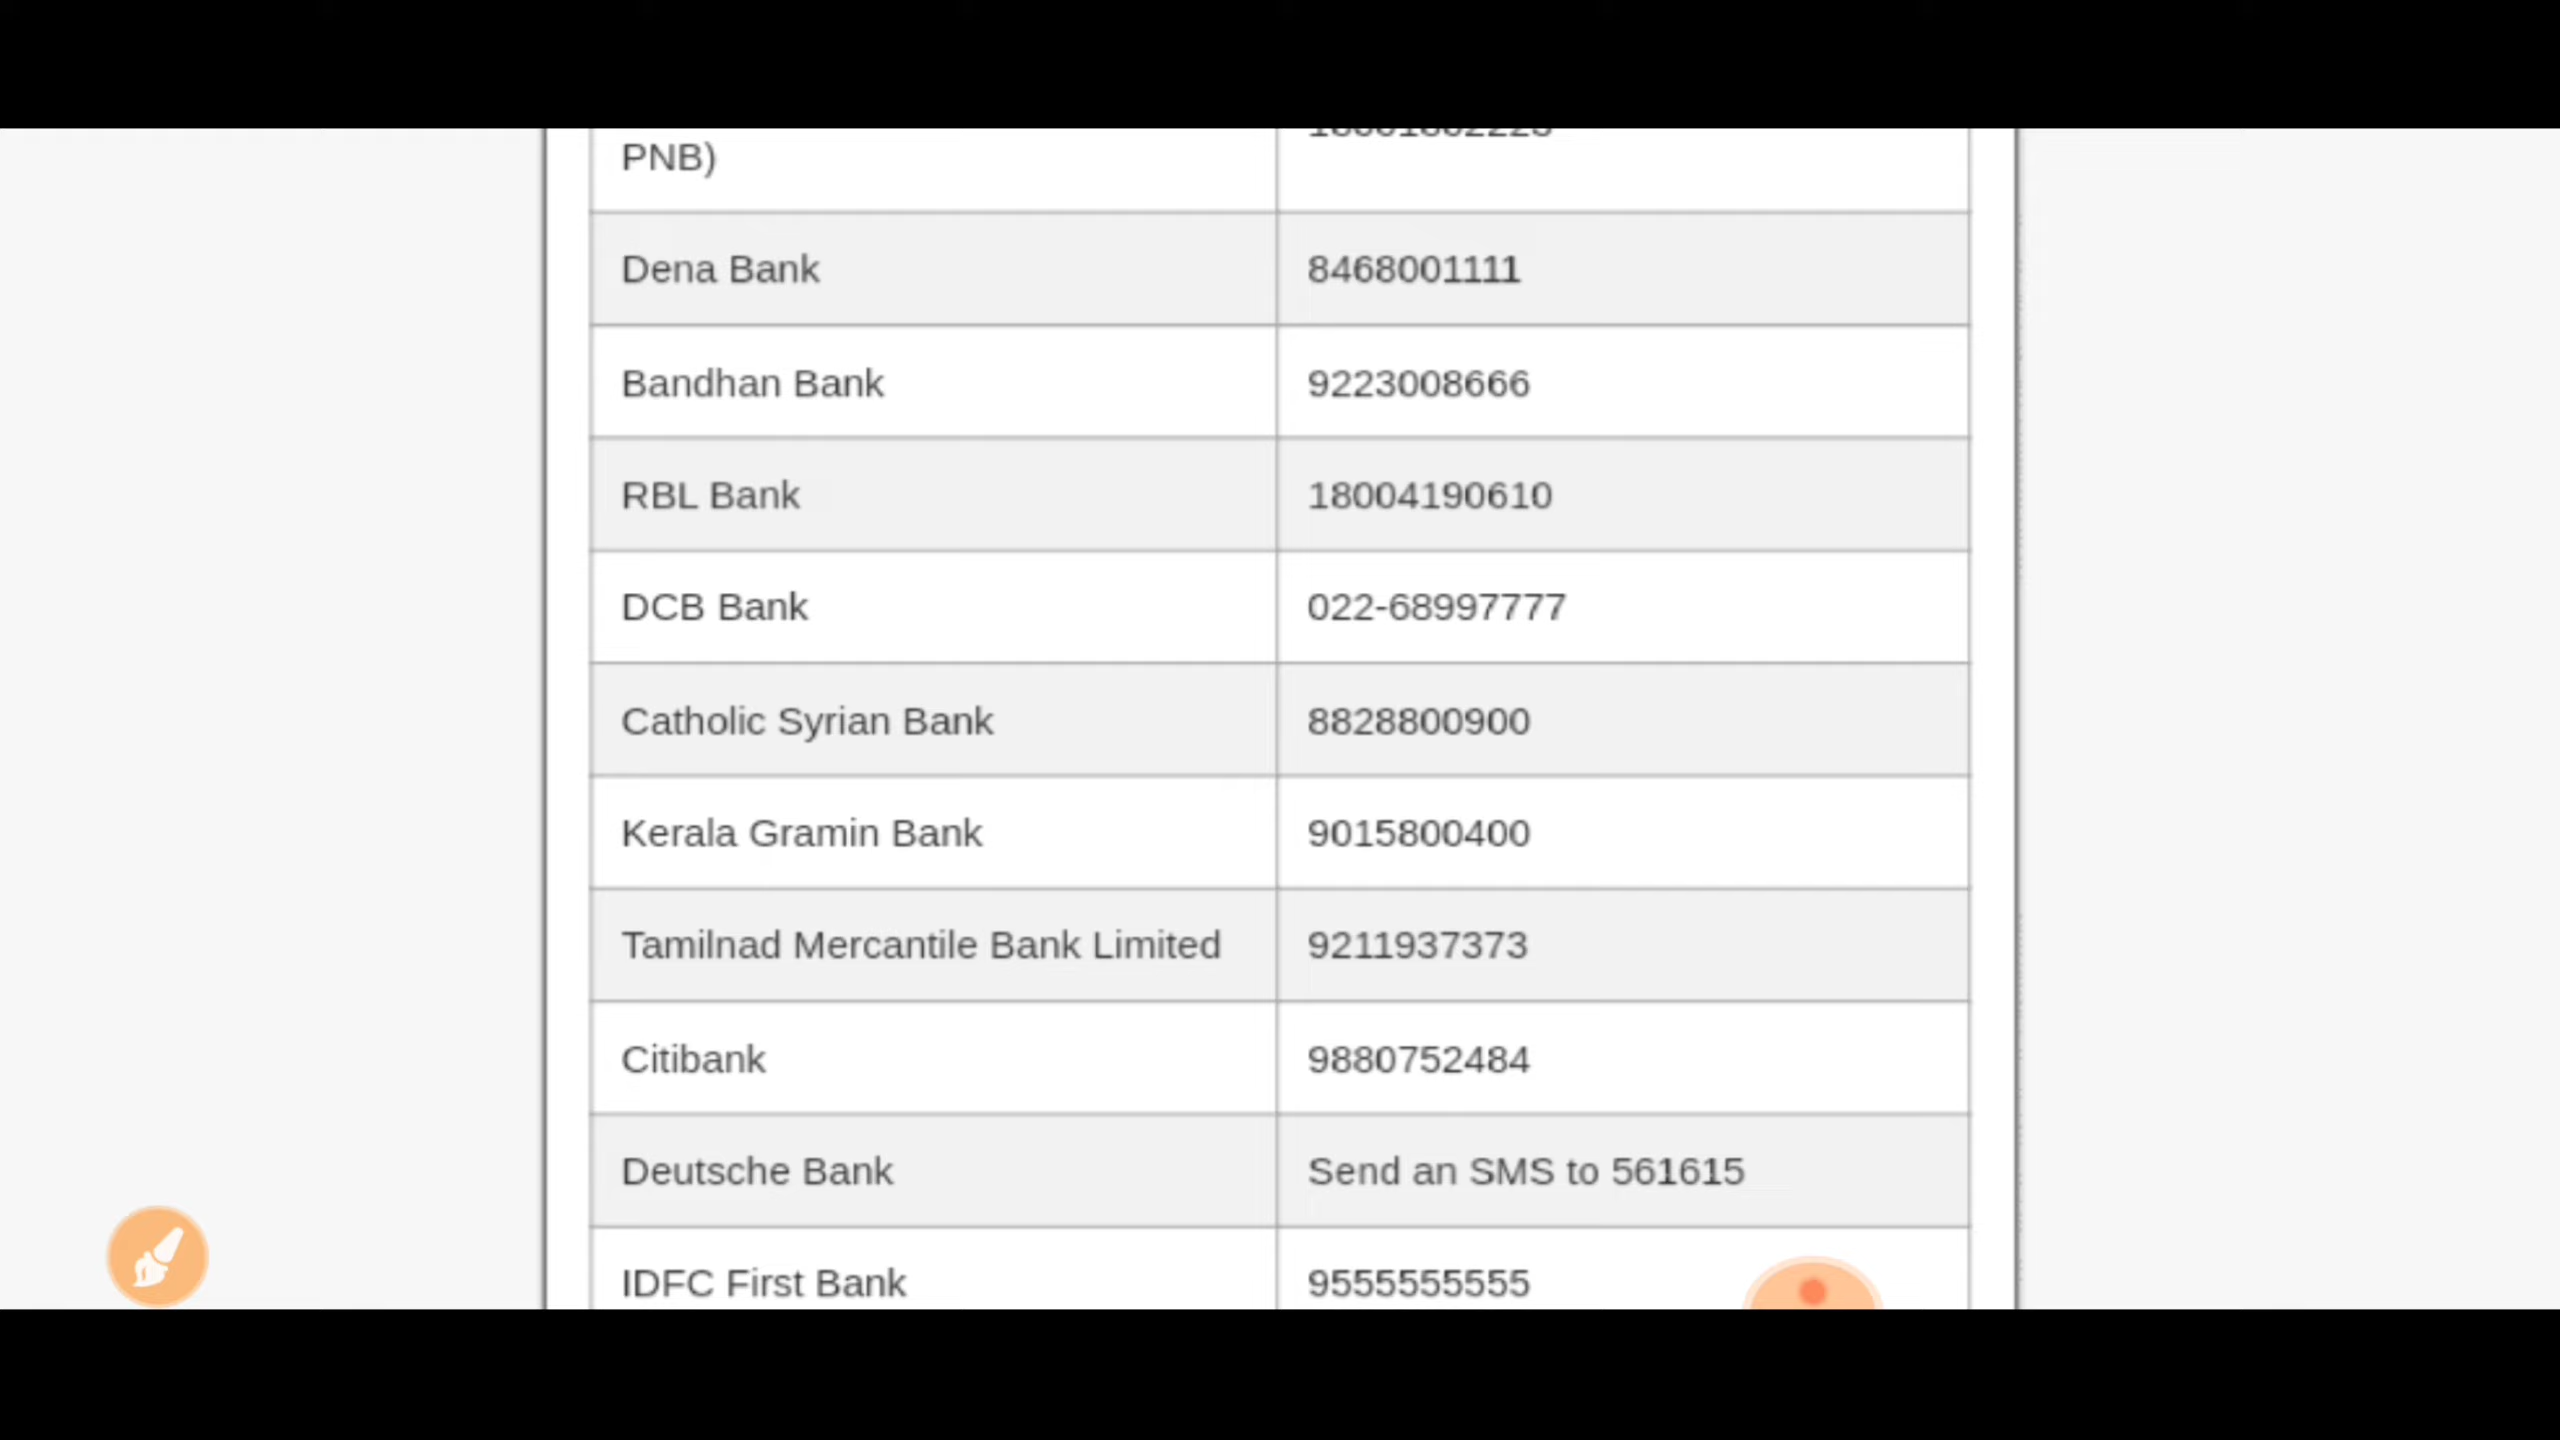 PNB)
Dena Bank 8468001111
Bandhan Bank 9223008666
RBL Bank 18004190610
DCB Bank 022-68997777
Catholic Syrian Bank 8828800900
Kerala Gramin Bank 9015800400
Tamilnad Mercantile Bank Limited 9211937373
Citibank 9880752484
Deutsche Bank Send an SMS to 561615
IDFC First Bank 9555555555